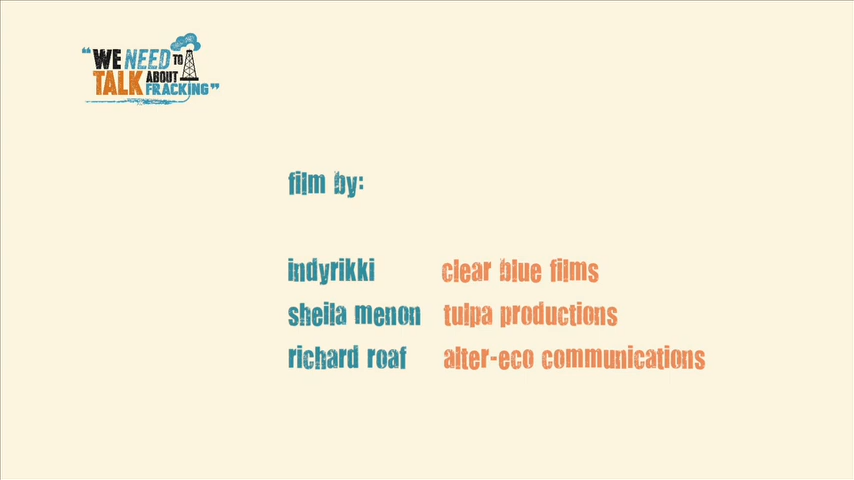 "WE NEED TO
TALK ABOUT
FRACKING"
film by:
indyrikki clear blue films
sheila menon tulpa productions
richard roaf alter-eco communications